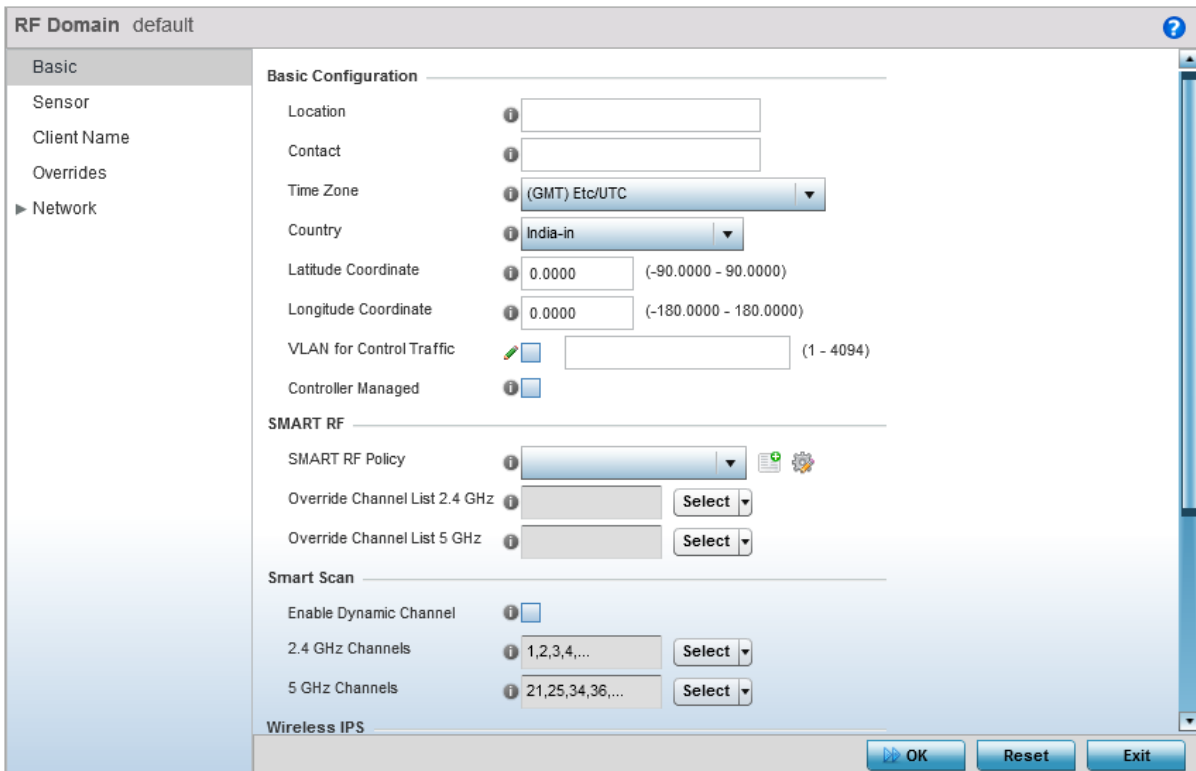 RF Domain default
?
Basic
Sensor
Client Name
Overrides
Network
Basic Configuration
Location
Contact
Time Zone (GMT) Etc/UTC
Country India-in
Latitude Coordinate 0.0000 (-90.0000 - 90.0000)
Longitude Coordinate 0.0000 (-180.0000 - 180.0000)
VLAN for Control Traffic (1 - 4094)
Controller Managed
SMART RF
SMART RF Policy
Override Channel List 2.4 GHz Select
Override Channel List 5 GHz Select
Smart Scan
Enable Dynamic Channel
2.4 GHz Channels 1,2,3,4,... Select
5 GHz Channels 21,25,34,36,... Select
Wireless IPS
OK Reset Exit